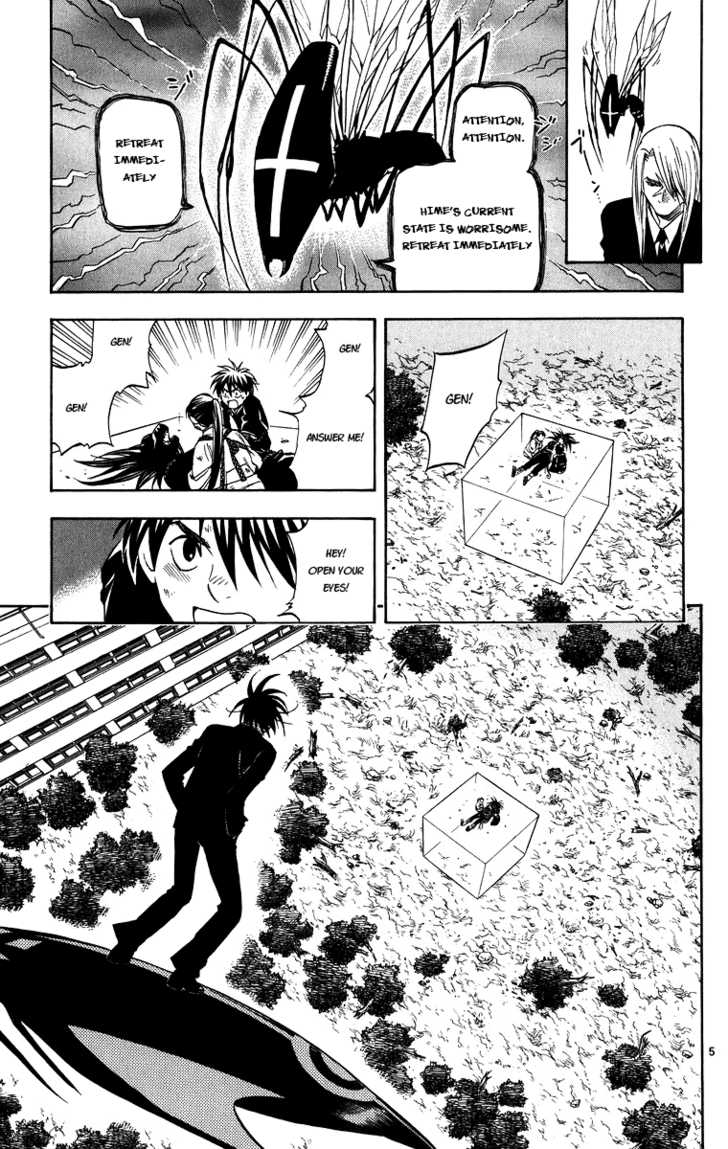 ATTENTION,
ATTENTION.
HIME'S CURRENT
STATE IS WORRISOME.
RETREAT IMMEDIATELY
RETREAT
IMMEDI-
ATELY
GEN!
GEN!
GEN!
ANSWER ME!
GEN!
HEY!
OPEN YOUR
EYES!
5